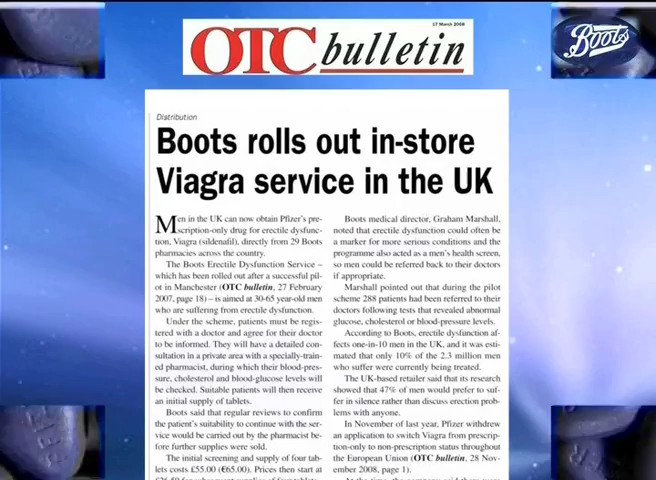 17 March 2008
OTC bulletin
Boots
Distribution
Boots rolls out in-store
Viagra service in the UK
Men in the UK can now obtain Pfizer's pre-
scription-only drug for erectile dysfunc-
tion, Viagra (sildenafil), directly from 29 Boots
pharmacies across the country.
The Boots Erectile Dysfunction Service –
which has been rolled out after a successful pil-
ot in Manchester (OTC bulletin, 27 February
2007, page 18) – is aimed at 30-65 year-old men
who are suffering from erectile dysfunction.
Under the scheme, patients must be regis-
tered with a doctor and agree for their doctor
to be informed. They will have a detailed con-
sultation in a private area with a specially-train-
ed pharmacist, during which their blood-pres-
sure, cholesterol and blood-glucose levels will
be checked. Suitable patients will then receive
an initial supply of tablets.
Boots said that regular reviews to confirm
the patient's suitability to continue with the ser-
vice would be carried out by the pharmacist be-
fore further supplies were sold.
The initial screening and supply of four tab-
lets costs £55.00 (€65.00). Prices then start at
Boots medical director, Graham Marshall,
noted that erectile dysfunction could often be
a marker for more serious conditions and the
programme also acted as a men's health screen,
so men could be referred back to their doctors
if appropriate.
Marshall pointed out that during the pilot
scheme 288 patients had been referred to their
doctors following tests that revealed abnormal
glucose, cholesterol or blood-pressure levels.
According to Boots, erectile dysfunction af-
fects one-in-10 men in the UK, and it was esti-
mated that only 10% of the 2.3 million men
who suffer were currently being treated.
The UK-based retailer said that its research
showed that 47% of men would prefer to suf-
fer in silence rather than discuss erection prob-
lems with anyone.
In November of last year, Pfizer withdrew
an application to switch Viagra from prescrip-
tion-only to non-prescription status throughout
the European Union (OTC bulletin, 28 Nov-
ember 2008, page 1).